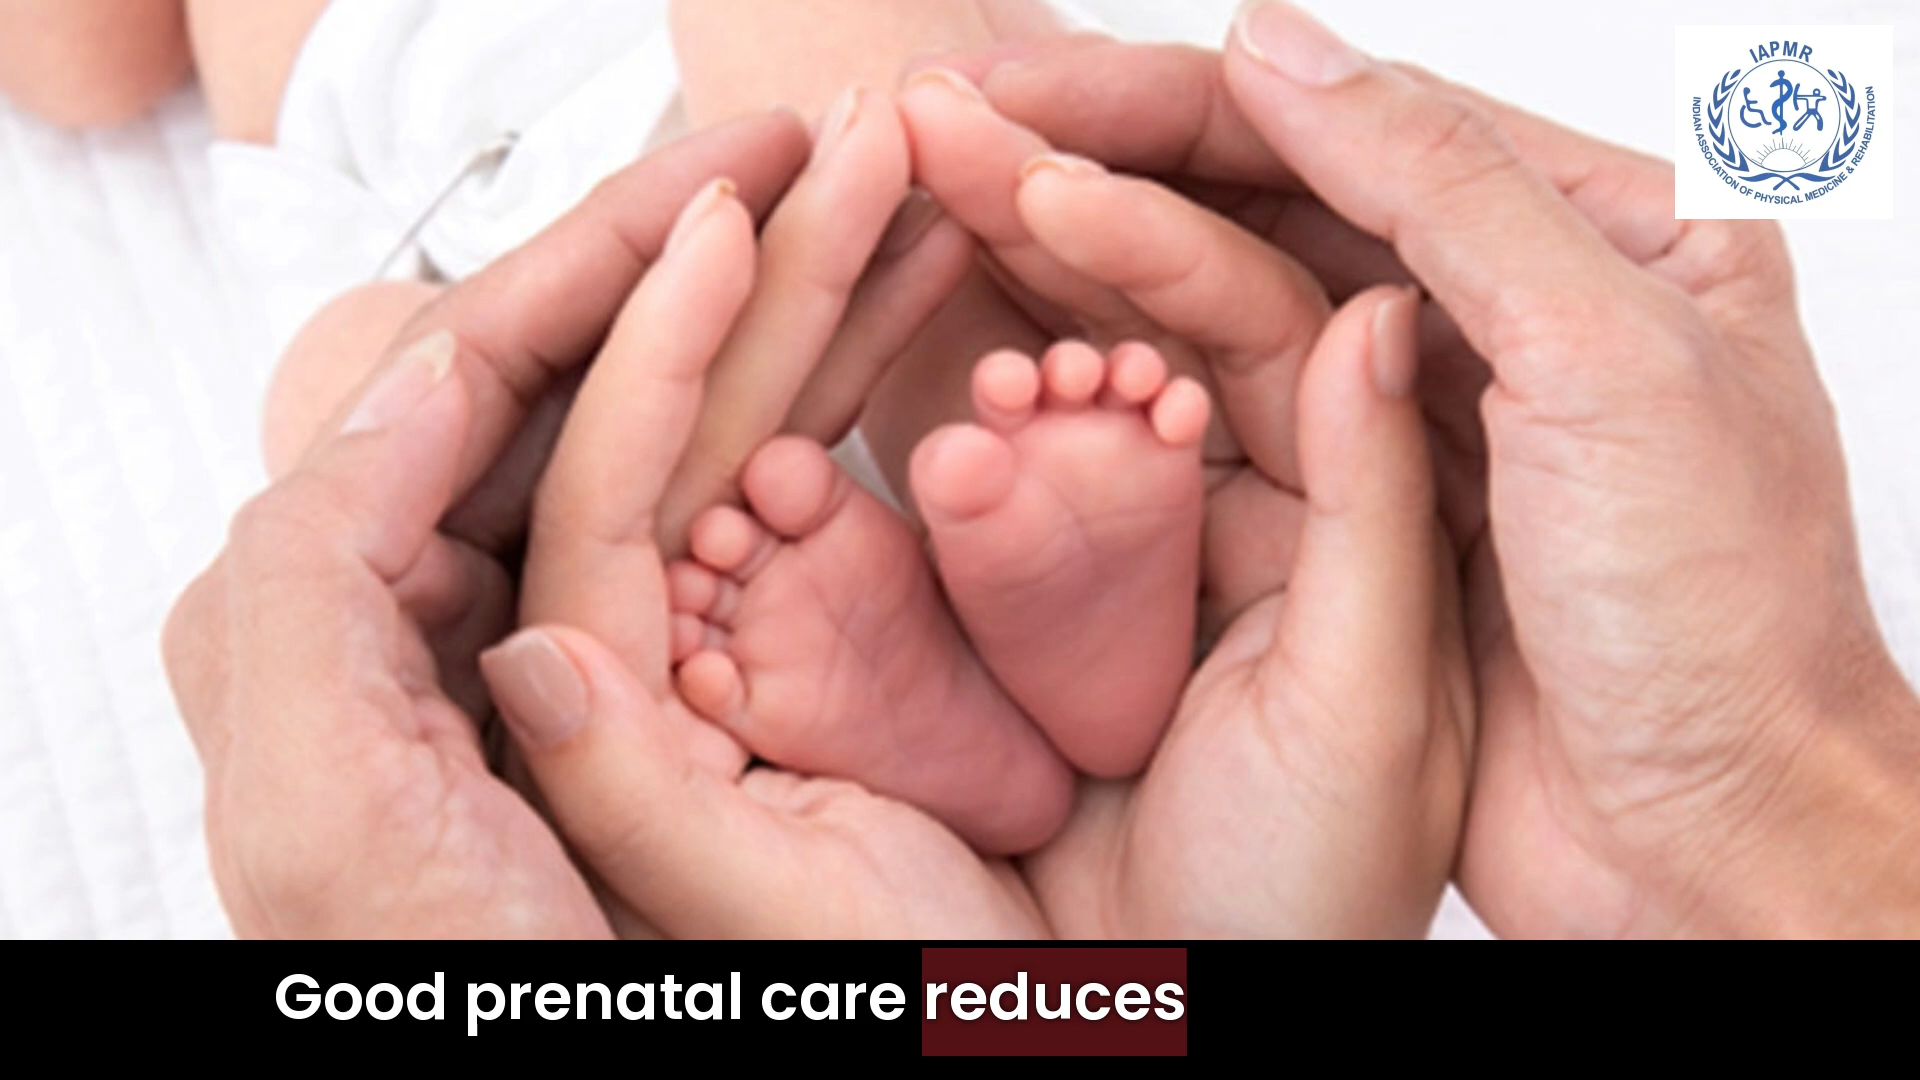 IAPMR
INDIAN ASSOCIATION OF PHYSICAL MEDICINE & REHABILITATION
Good prenatal care reduces